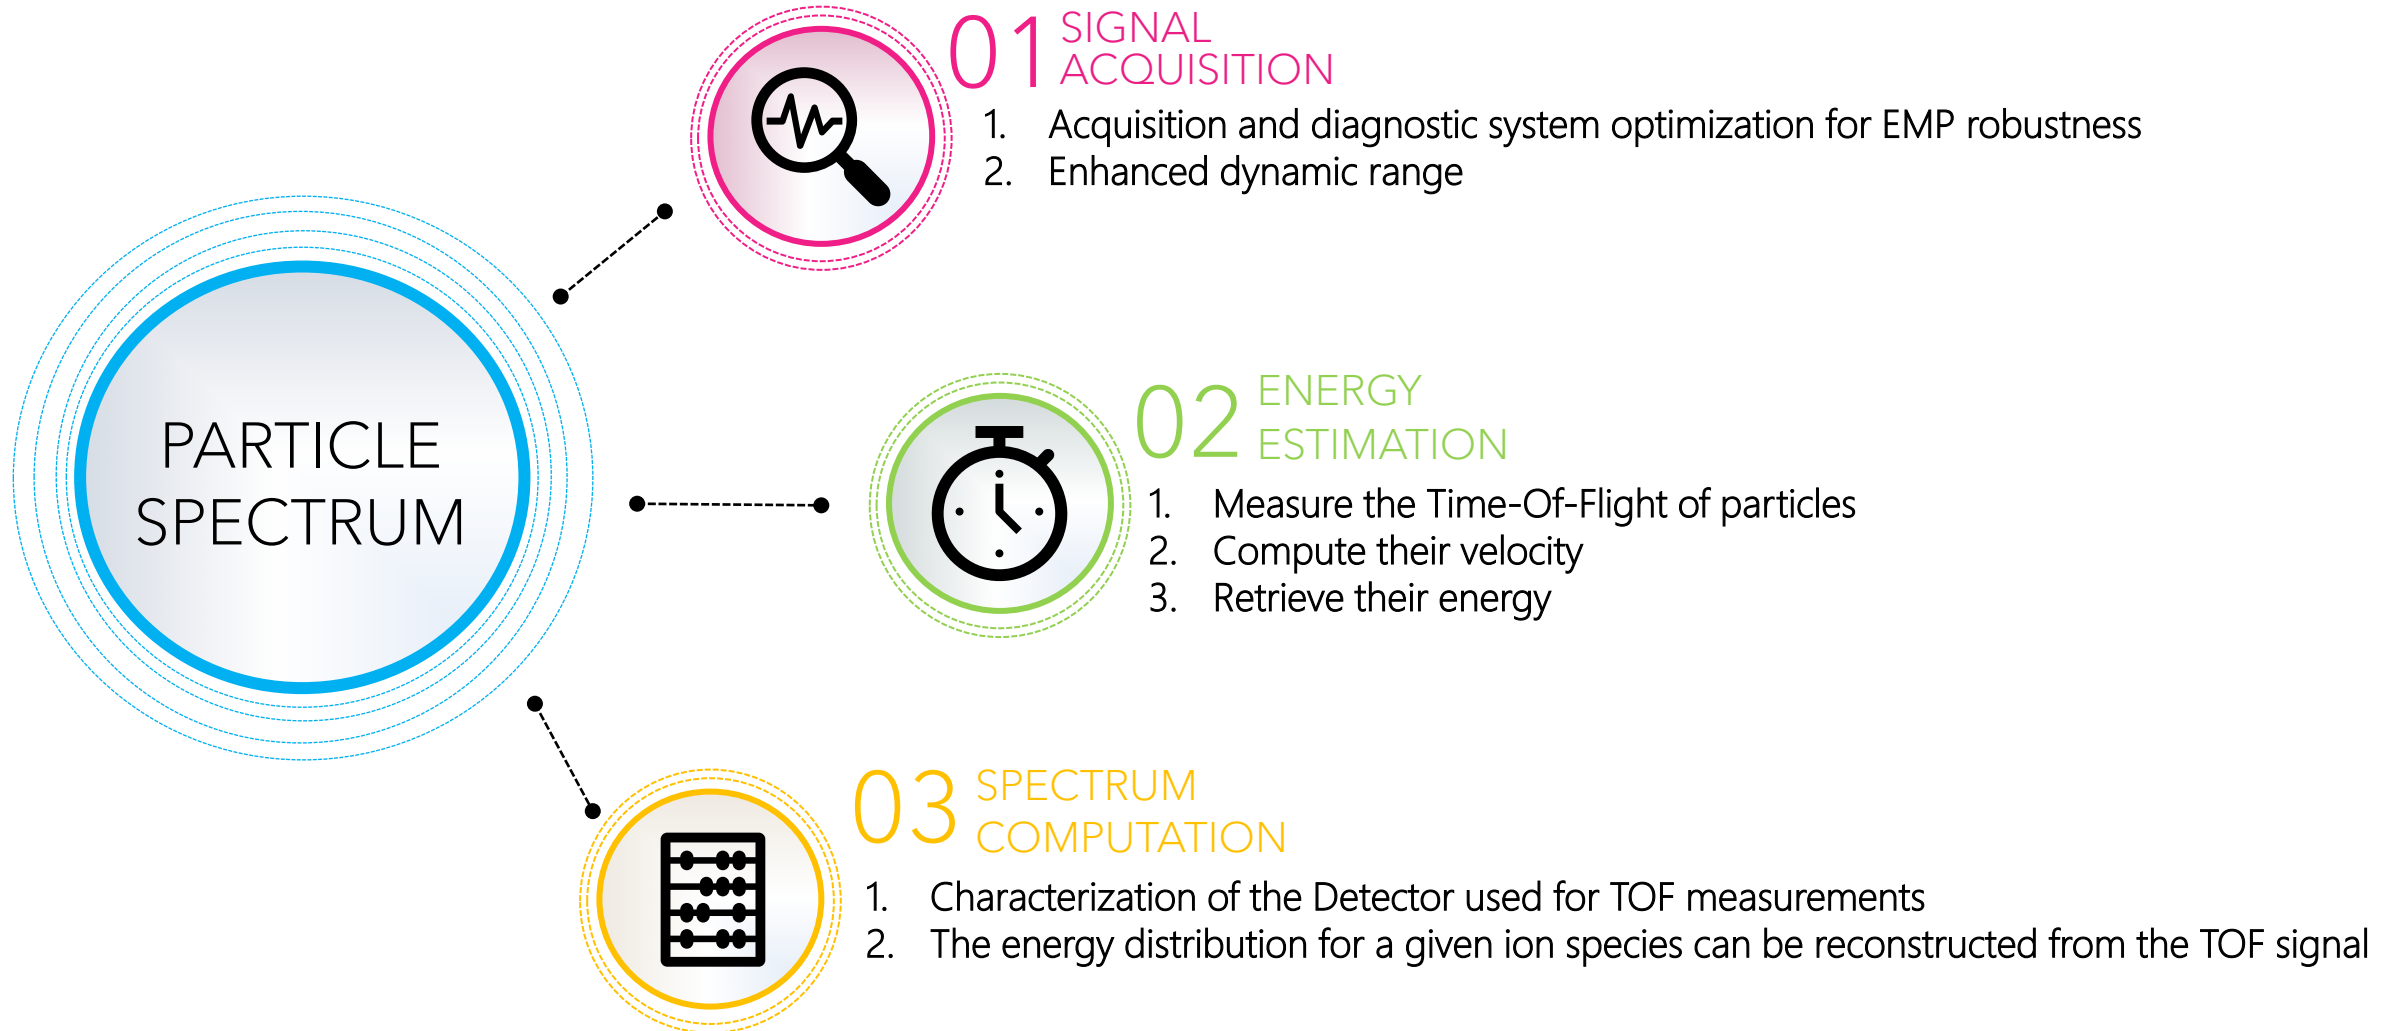 PARTICLE
SPECTRUM
01 SIGNAL
ACQUISITION
1. Acquisition and diagnostic system optimization for EMP robustness
2. Enhanced dynamic range
02 ENERGY
ESTIMATION
1. Measure the Time-Of-Flight of particles
2. Compute their velocity
3. Retrieve their energy
03 SPECTRUM
COMPUTATION
1. Characterization of the Detector used for TOF measurements
2. The energy distribution for a given ion species can be reconstructed from the TOF signal